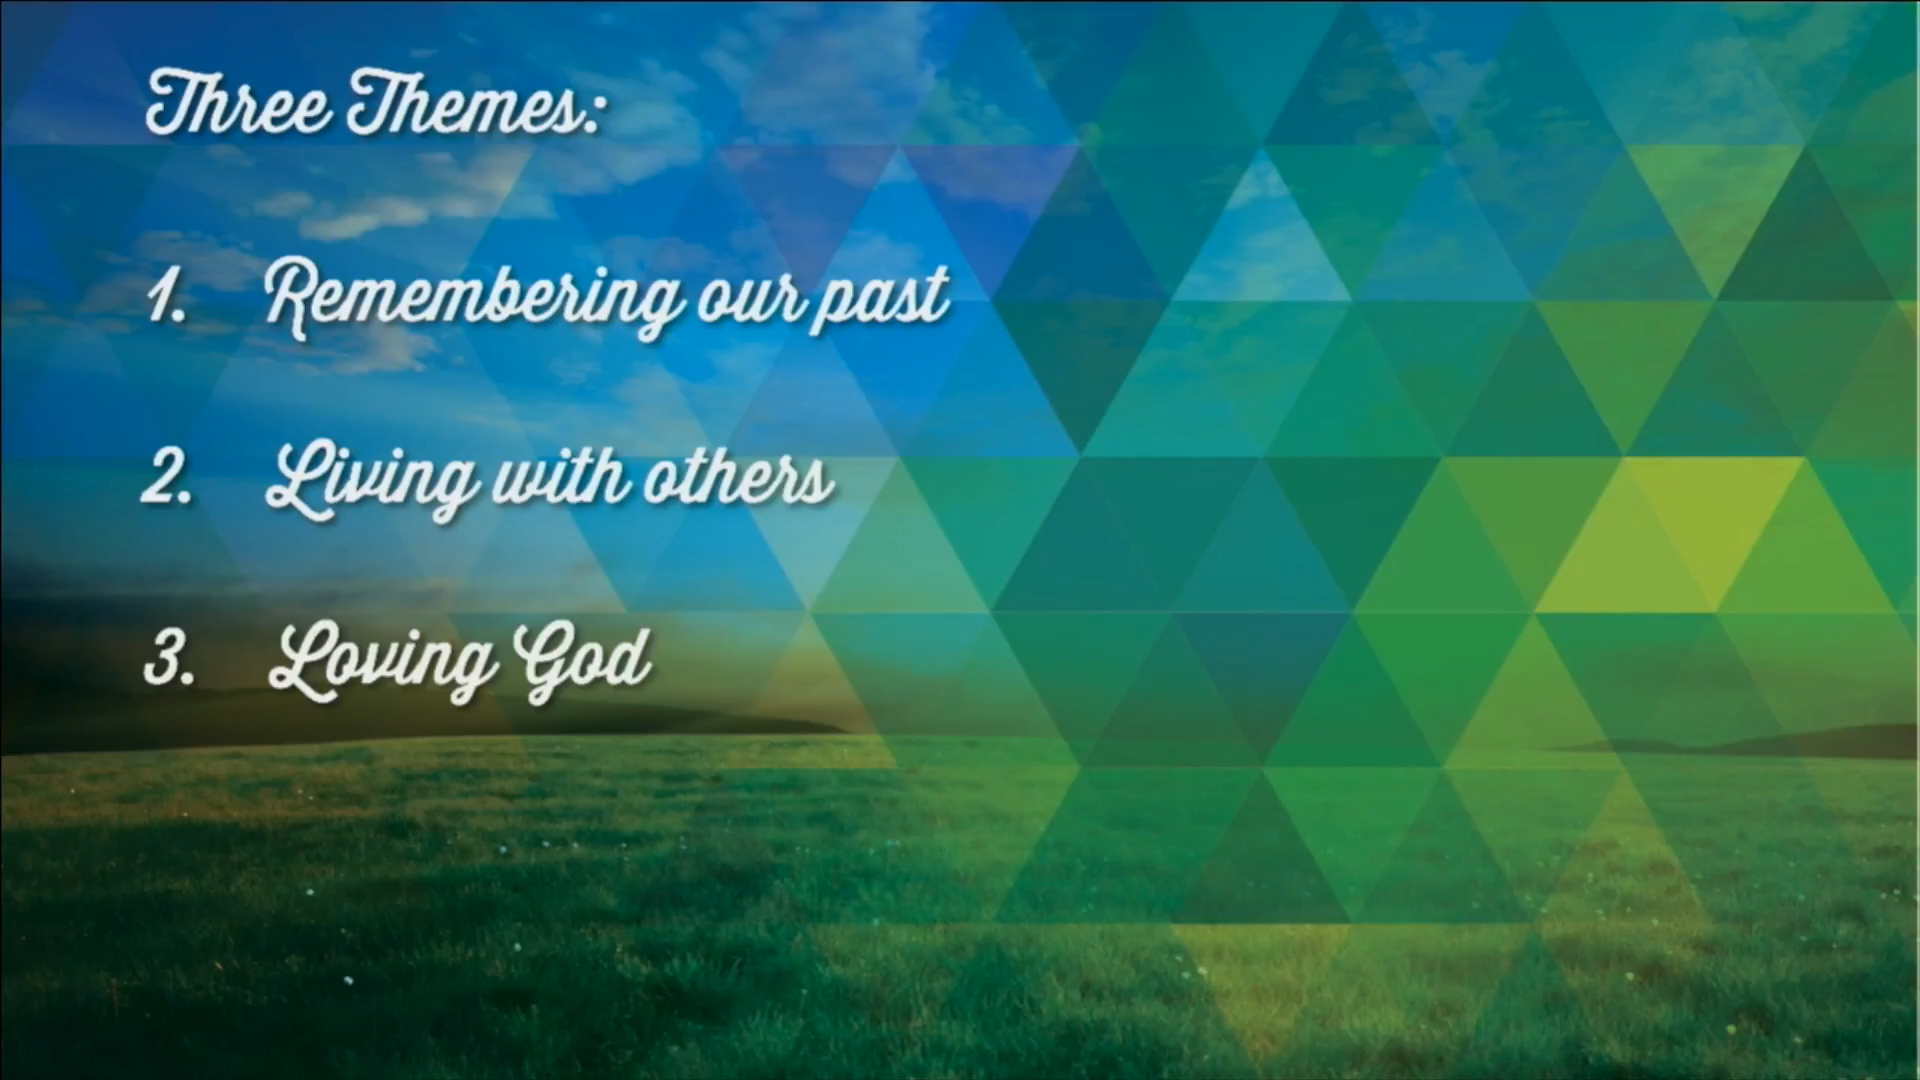 Three Themes:
1. Remembering our past
2. Living with others
3. Loving God